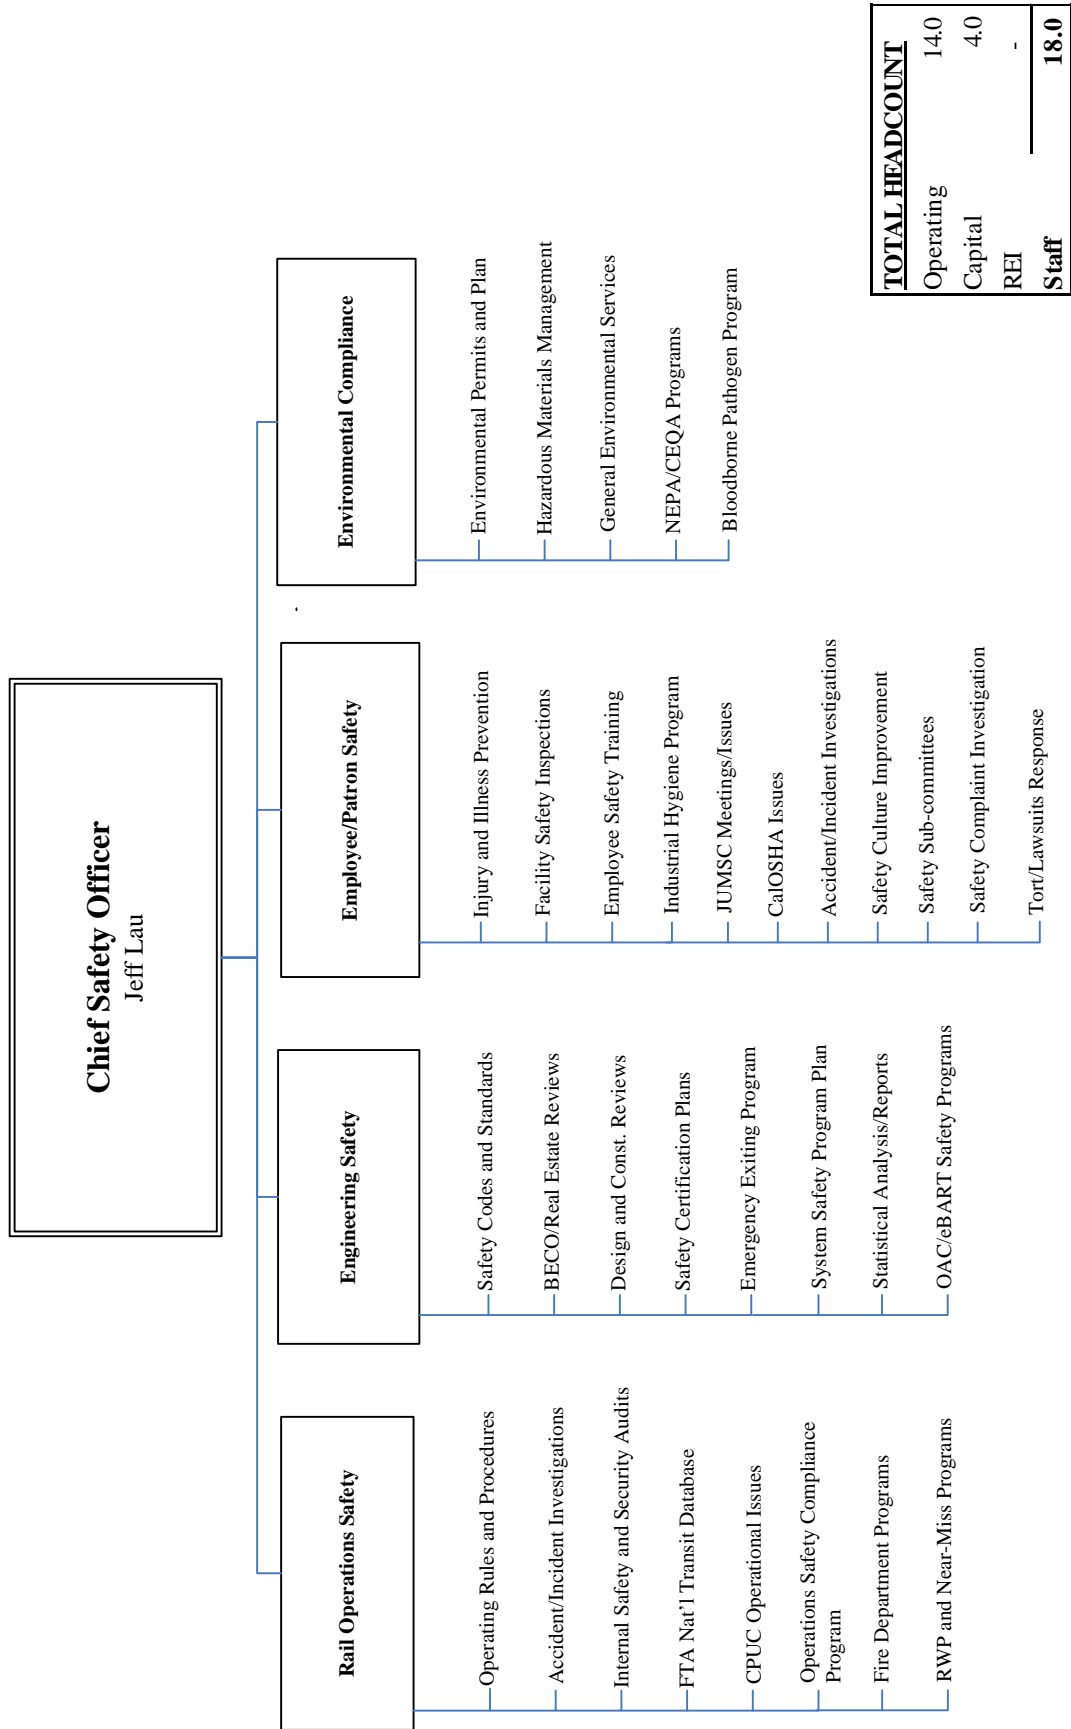 Chief Safety Officer
Jeff Lau
Rail Operations Safety
Operating Rules and Procedures
Accident/Incident Investigations
Internal Safety and Security Audits
FTA Nat’l Transit Database
CPUC Operational Issues
Operations Safety Compliance
Program
Fire Department Programs
RWP and Near-Miss Programs
Engineering Safety
Safety Codes and Standards
BECO/Real Estate Reviews
Design and Const. Reviews
Safety Certification Plans
Emergency Exiting Program
System Safety Program Plan
Statistical Analysis/Reports
OAC/eBART Safety Programs
Employee/Patron Safety
Injury and Illness Prevention
Facility Safety Inspections
Employee Safety Training
Industrial Hygiene Program
JUMSC Meetings/Issues
CalOSHA Issues
Accident/Incident Investigations
Safety Culture Improvement
Safety Sub-committees
Safety Complaint Investigation
Tort/Lawsuits Response
Environmental Compliance
Environmental Permits and Plan
Hazardous Materials Management
General Environmental Services
NEPA/CEQA Programs
Bloodborne Pathogen Program
TOTAL HEADCOUNT
Operating 14.0
Capital 4.0
REI -
Staff 18.0